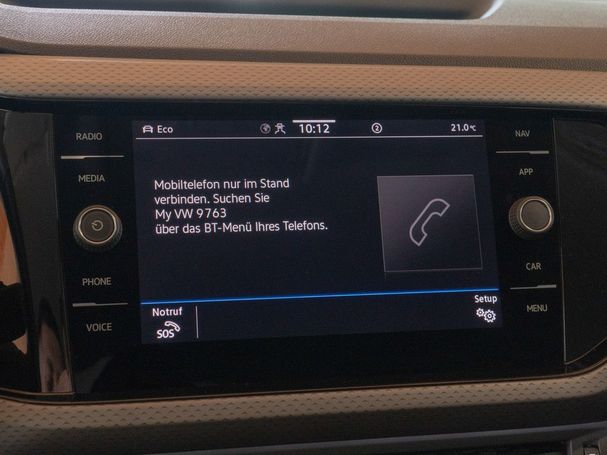 RADIO
MEDIA
PHONE
VOICE
Eco
10:12
2
21.0°C
Mobiltelefon nur im Stand
verbinden. Suchen Sie
My VW 9763
über das BT-Menü Ihres Telefons.
Notruf
SOS
Setup
NAV
APP
CAR
MENU